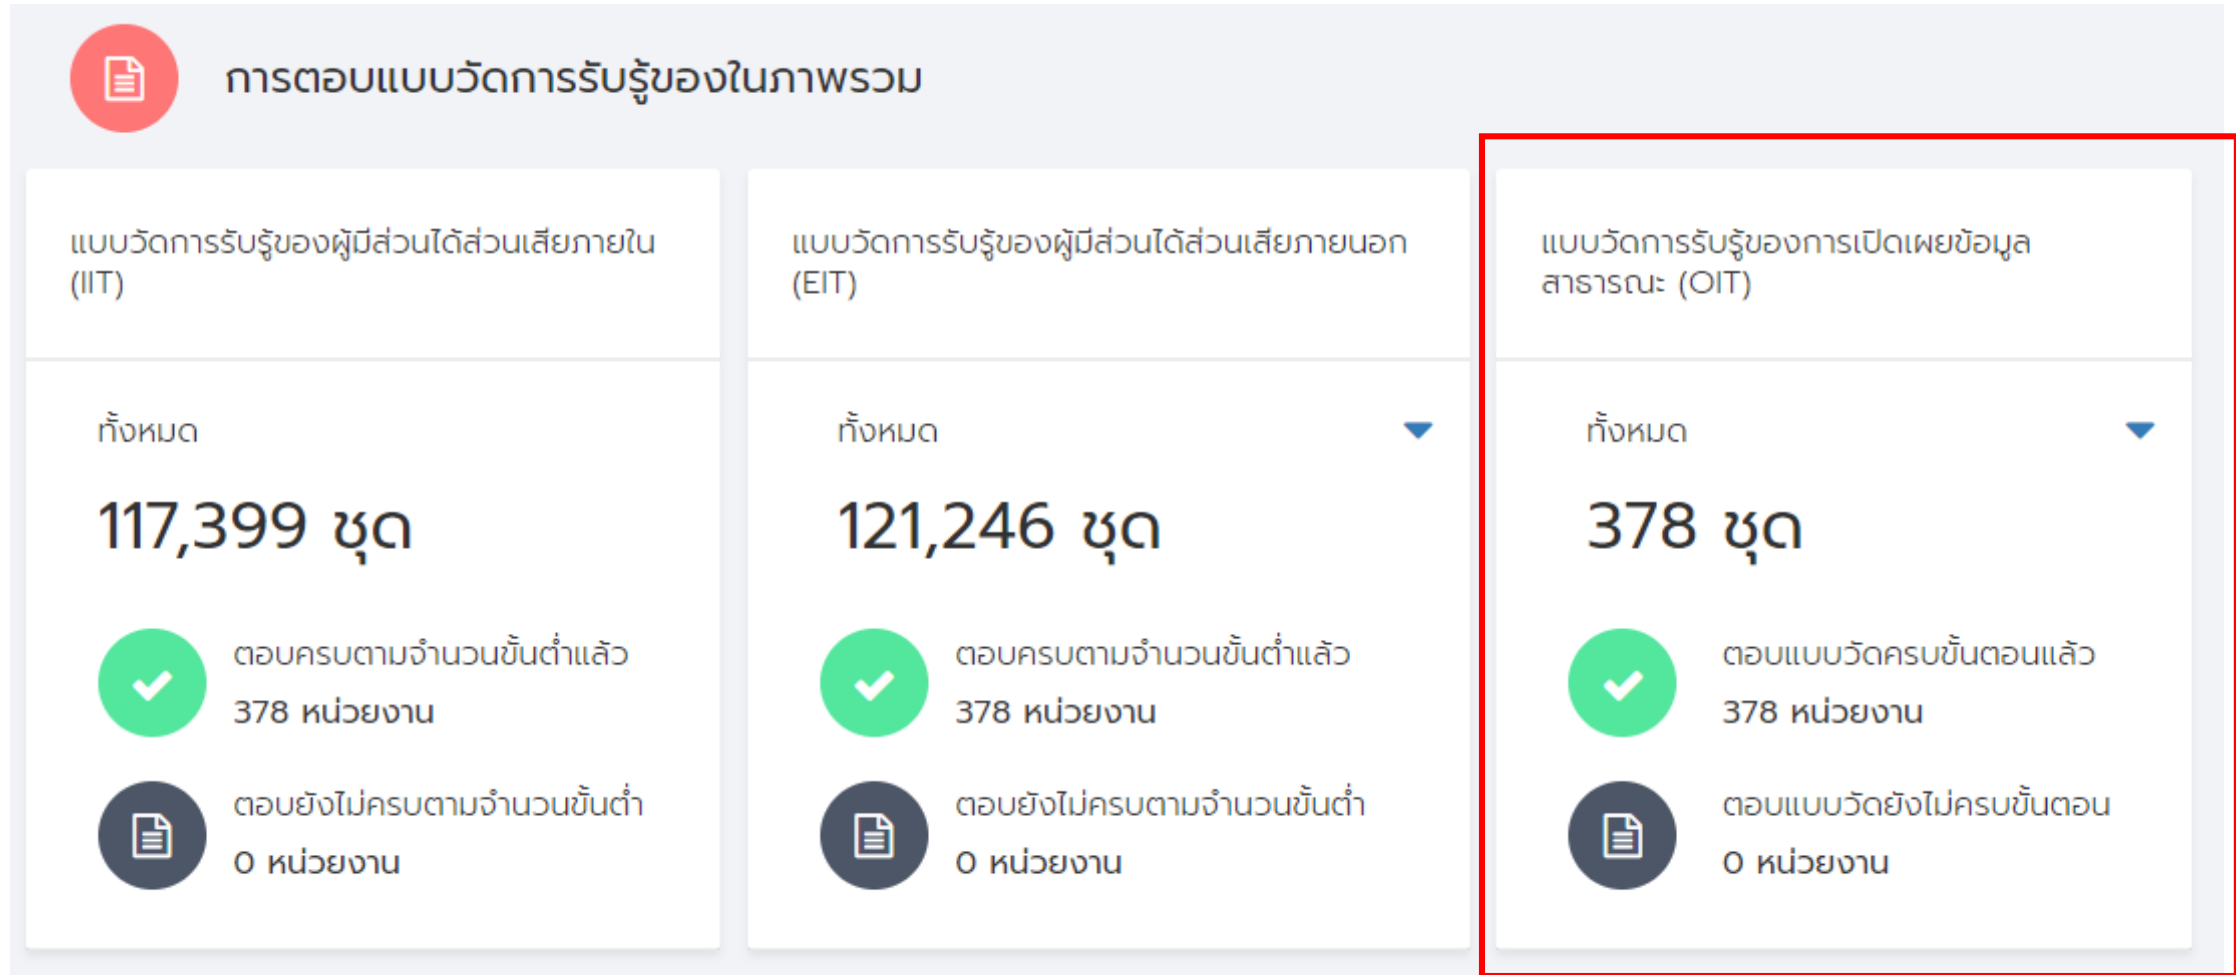 การตอบแบบวัดการรับรู้ของในภาพรวม
แบบวัดการรับรู้ของผู้มีส่วนได้ส่วนเสียภายใน
(IIT)
ทั้งหมด
117,399 ชุด
ตอบครบตามจำนวนขั้นต่ำแล้ว
378 หน่วยงาน
ตอบยังไม่ครบตามจำนวนขั้นต่ำ
0 หน่วยงาน
แบบวัดการรับรู้ของผู้มีส่วนได้ส่วนเสียภายนอก
(EIT)
ทั้งหมด
121,246 ชุด
ตอบครบตามจำนวนขั้นต่ำแล้ว
378 หน่วยงาน
ตอบยังไม่ครบตามจำนวนขั้นต่ำ
0 หน่วยงาน
แบบวัดการรับรู้ของการเปิดเผยข้อมูล
สาธารณะ (OIT)
ทั้งหมด
378 ชุด
ตอบแบบวัดครบขั้นตอนแล้ว
378 หน่วยงาน
ตอบแบบวัดยังไม่ครบขั้นตอน
0 หน่วยงาน